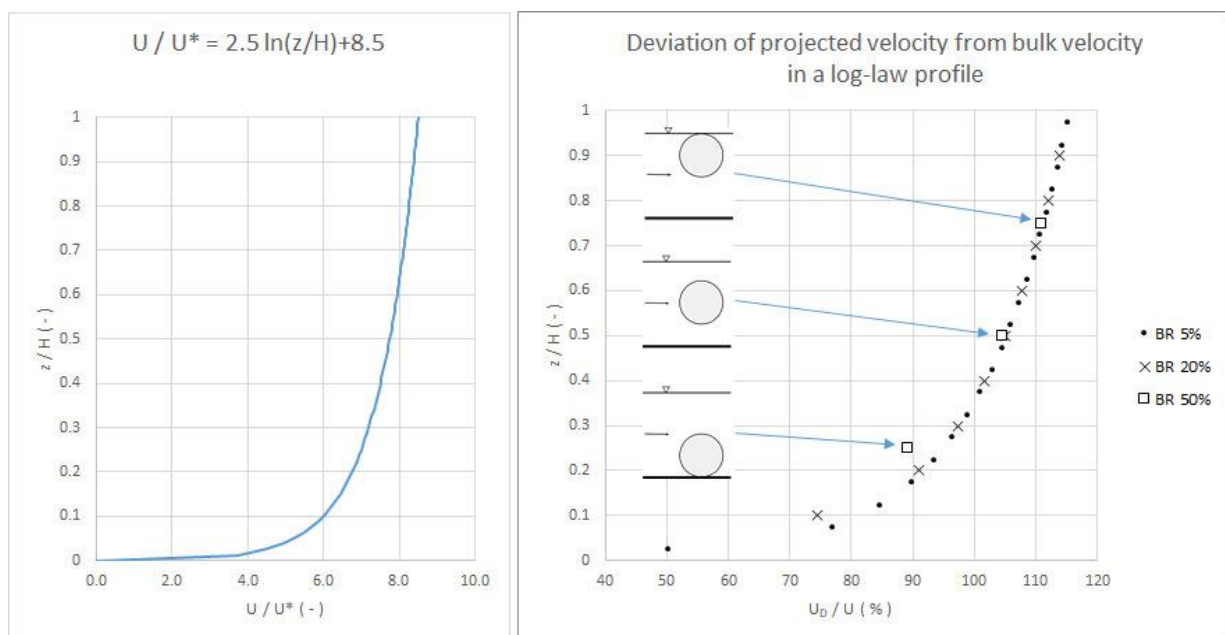 U / U* = 2.5 ln(z/H)+8.5
z / H ( - )
1
0.9
0.8
0.7
0.6
0.5
0.4
0.3
0.2
0.1
0
0.0 2.0 4.0 6.0 8.0 10.0
U / U* ( - )
Deviation of projected velocity from bulk velocity
in a log-law profile
z / H ( - )
1
0.9
0.8
0.7
0.6
0.5
0.4
0.3
0.2
0.1
0
40 50 60 70 80 90 100 110 120
U_D / U ( % )
BR 5%
BR 20%
BR 50%